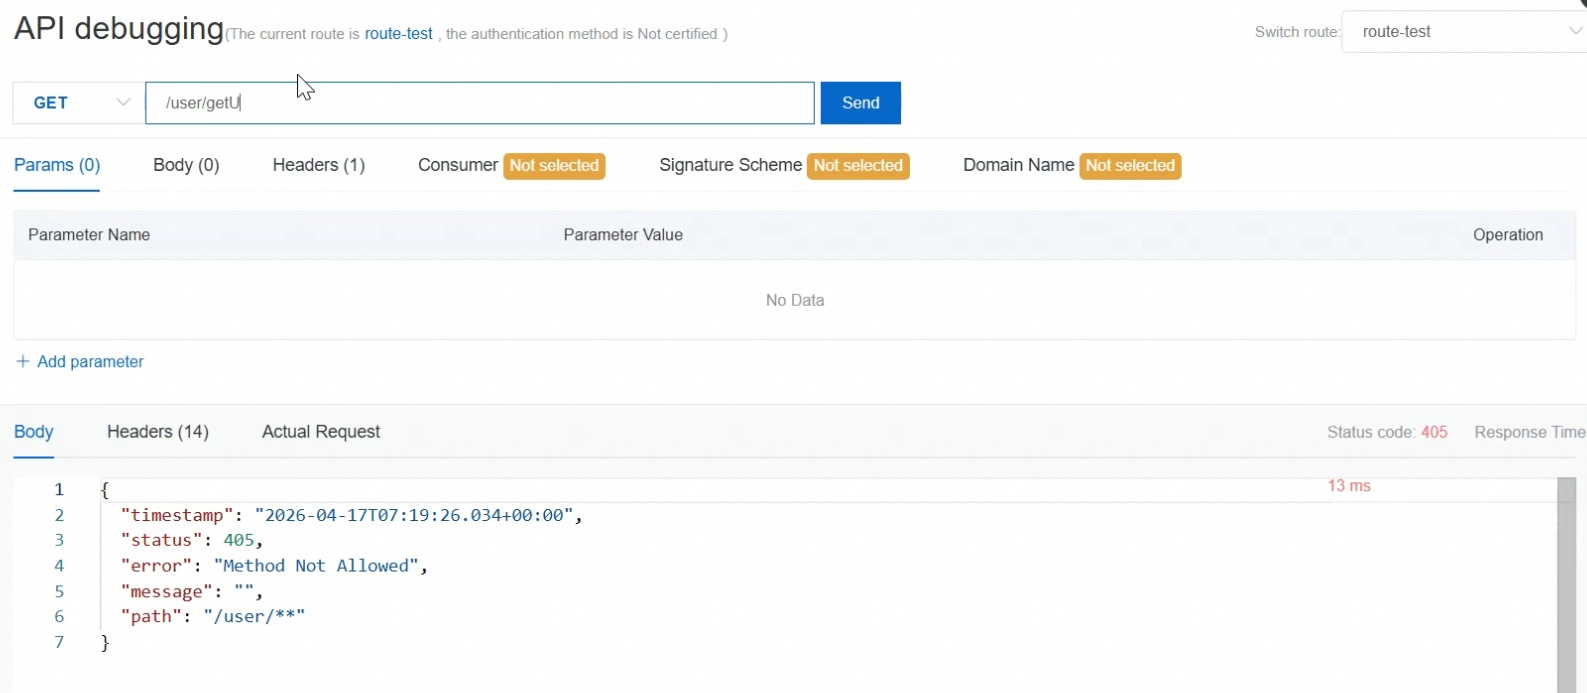 API debugging(The current route is route-test , the authentication method is Not certified )
Switch route: route-test
GET /user/getU Send
Params (0) Body (0) Headers (1) Consumer Not selected Signature Scheme Not selected Domain Name Not selected
Parameter Name Parameter Value Operation
No Data
+ Add parameter
Body Headers (14) Actual Request Status code: 405 Response Time
13 ms
1 {
2 "timestamp": "2026-04-17T07:19:26.034+00:00",
3 "status": 405,
4 "error": "Method Not Allowed",
5 "message": "",
6 "path": "/user/**"
7 }